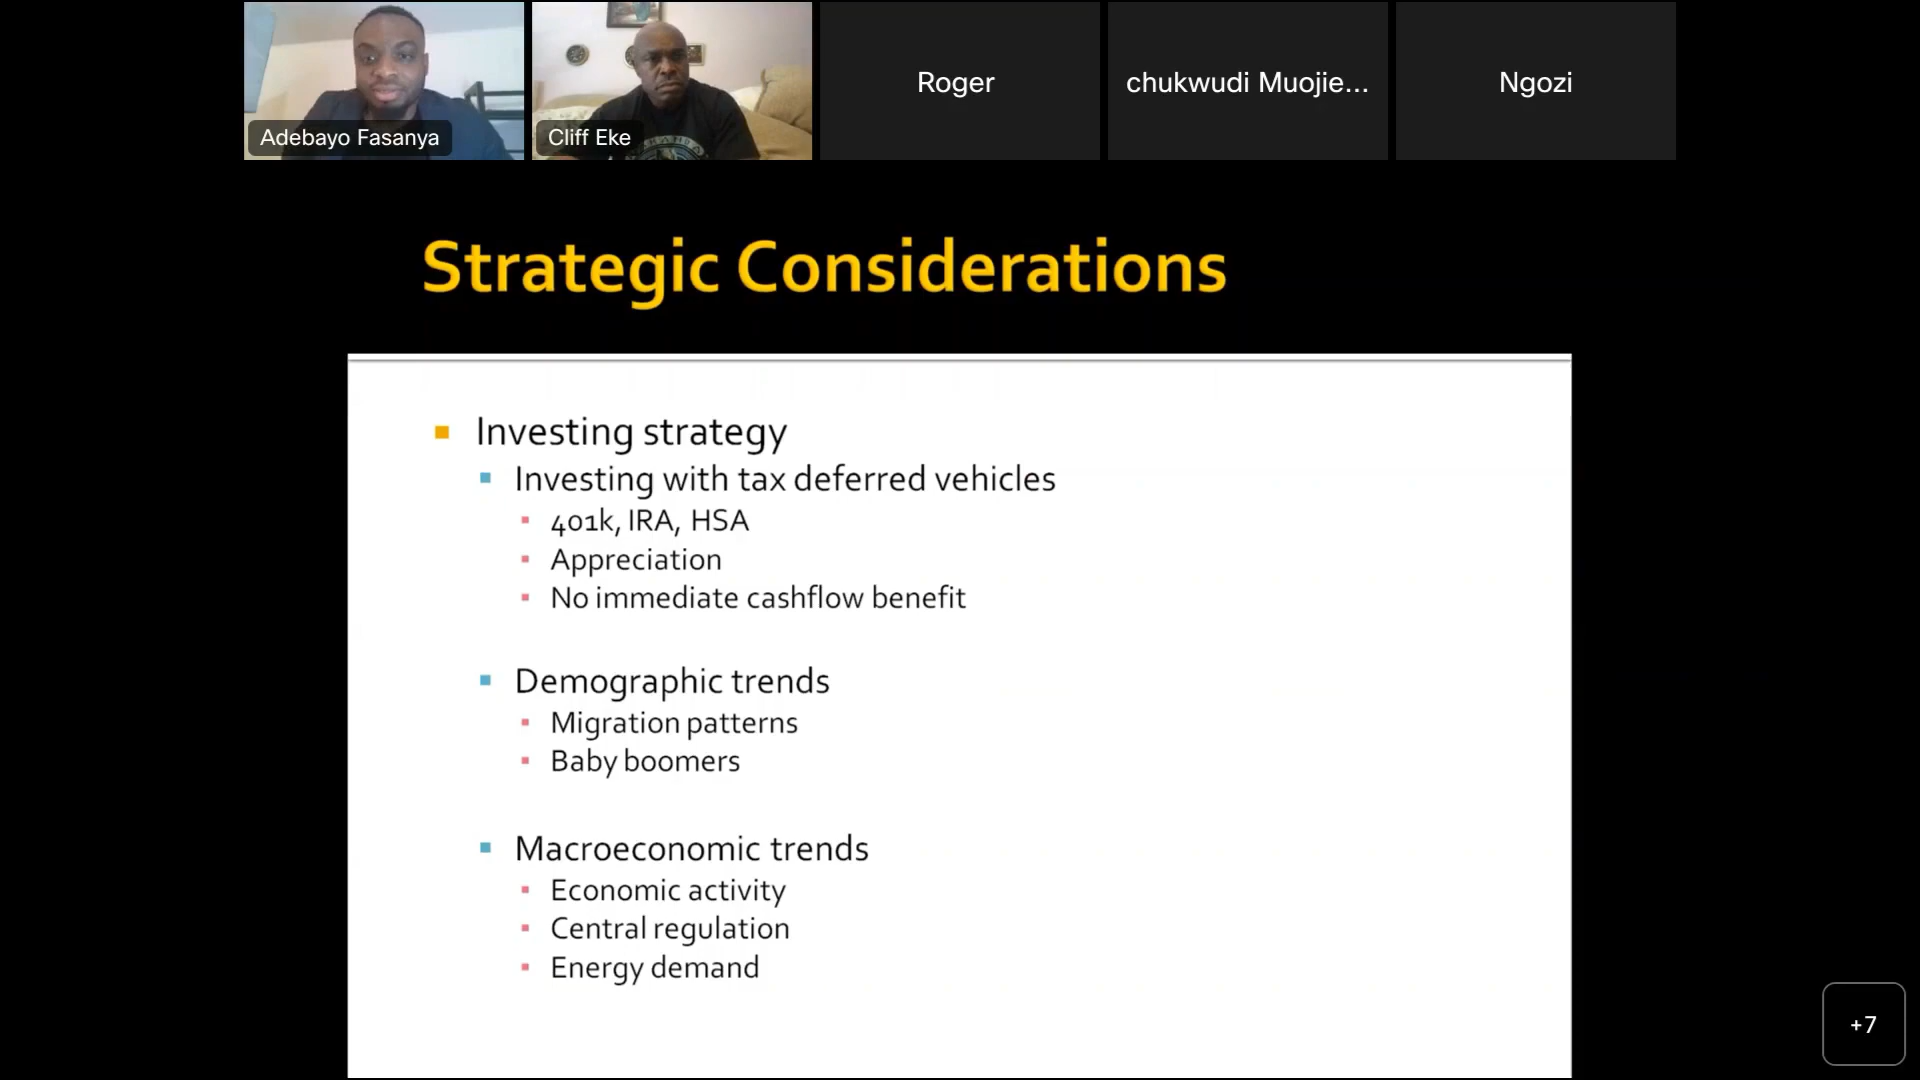 Adebayo Fasanya
Cliff Eke
Roger
chukwudi Muojie...
Ngozi
Strategic Considerations
Investing strategy
Investing with tax deferred vehicles
401k, IRA, HSA
Appreciation
No immediate cashflow benefit
Demographic trends
Migration patterns
Baby boomers
Macroeconomic trends
Economic activity
Central regulation
Energy demand
+7